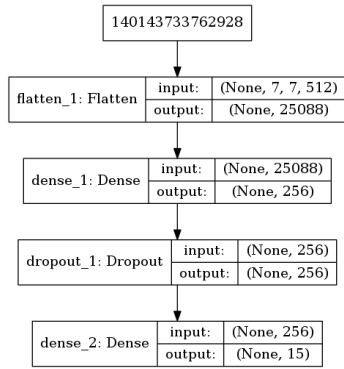 140143733762928
flatten_1: Flatten
input:
(None, 7, 7, 512)
output:
(None, 25088)
dense_1: Dense
input:
(None, 25088)
output:
(None, 256)
dropout_1: Dropout
input:
(None, 256)
output:
(None, 256)
dense_2: Dense
input:
(None, 256)
output:
(None, 15)